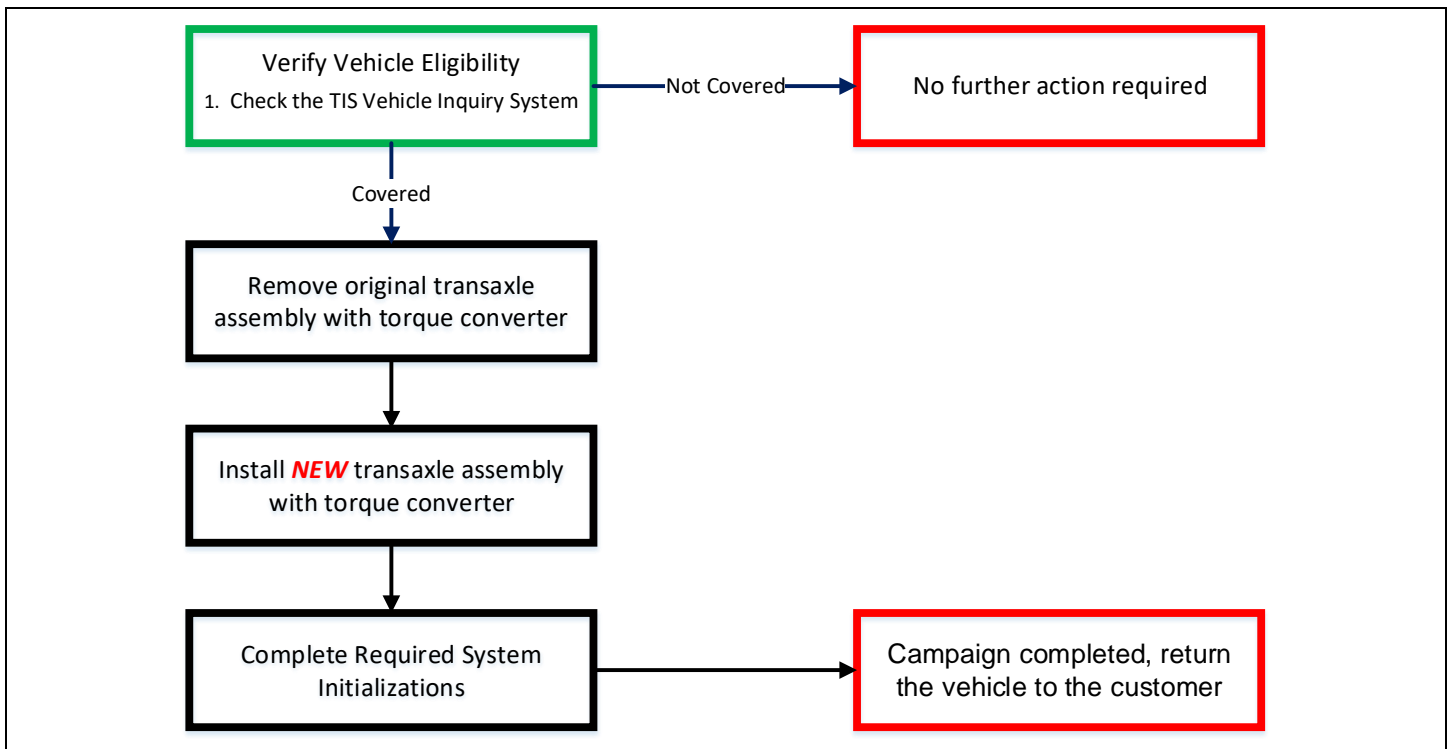 Verify Vehicle Eligibility
1. Check the TIS Vehicle Inquiry System
Not Covered
No further action required
Covered
Remove original transaxle
assembly with torque converter
Install NEW transaxle assembly
with torque converter
Complete Required System
Initializations
Campaign completed, return
the vehicle to the customer